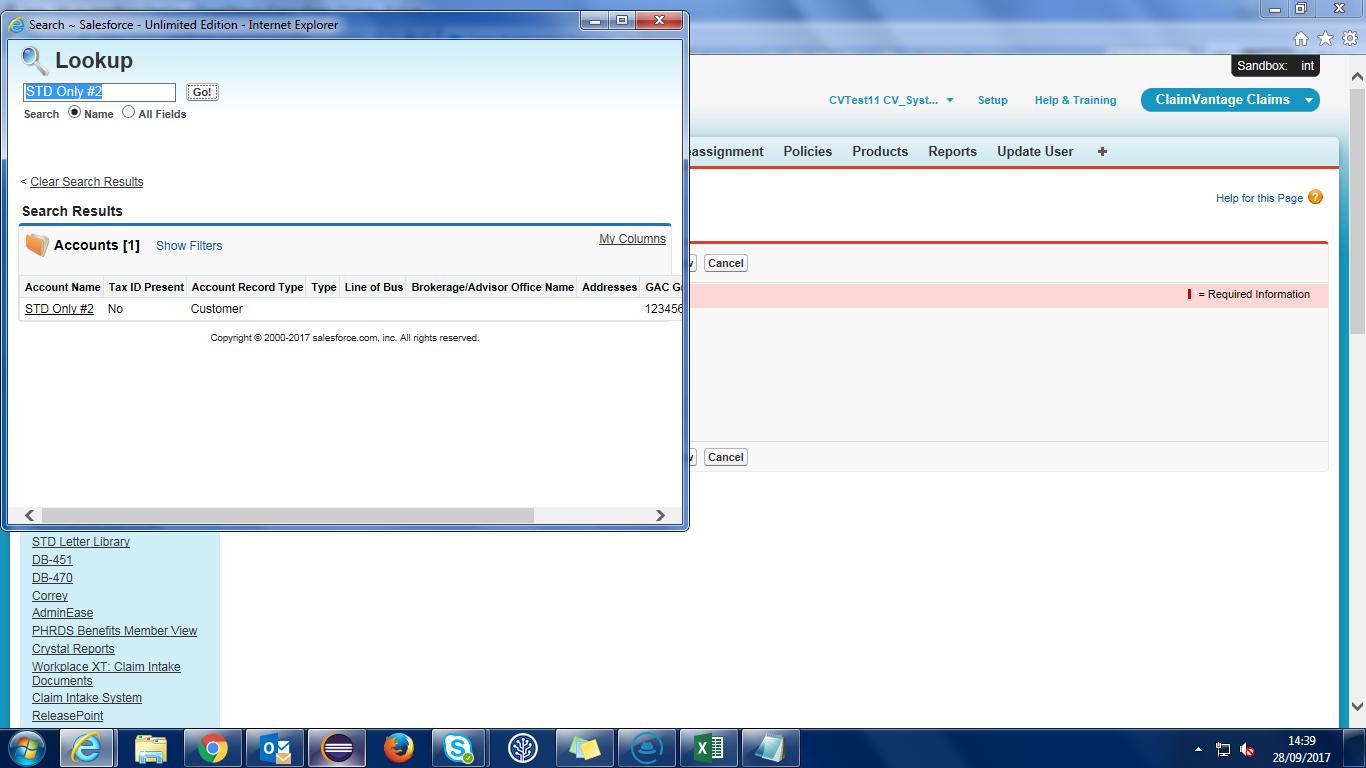 Search ~ Salesforce - Unlimited Edition - Internet Explorer
Lookup
STD Only #2 Go!
Search Name All Fields
< Clear Search Results
Search Results
Accounts [1] Show Filters My Columns
Account Name Tax ID Present Account Record Type Type Line of Bus Brokerage/Advisor Office Name Addresses GAC G
STD Only #2 No Customer 123456
Copyright © 2000-2017 salesforce.com, inc. All rights reserved.
Sandbox: int
CVTest11 CV_Syst... Setup Help & Training ClaimVantage Claims
eassignment Policies Products Reports Update User +
Help for this Page ?
Cancel
= Required Information
Cancel
STD Letter Library
DB-451
DB-470
Correy
AdminEase
PHRDS Benefits Member View
Crystal Reports
Workplace XT: Claim Intake
Documents
Claim Intake System
ReleasePoint
14:39
28/09/2017